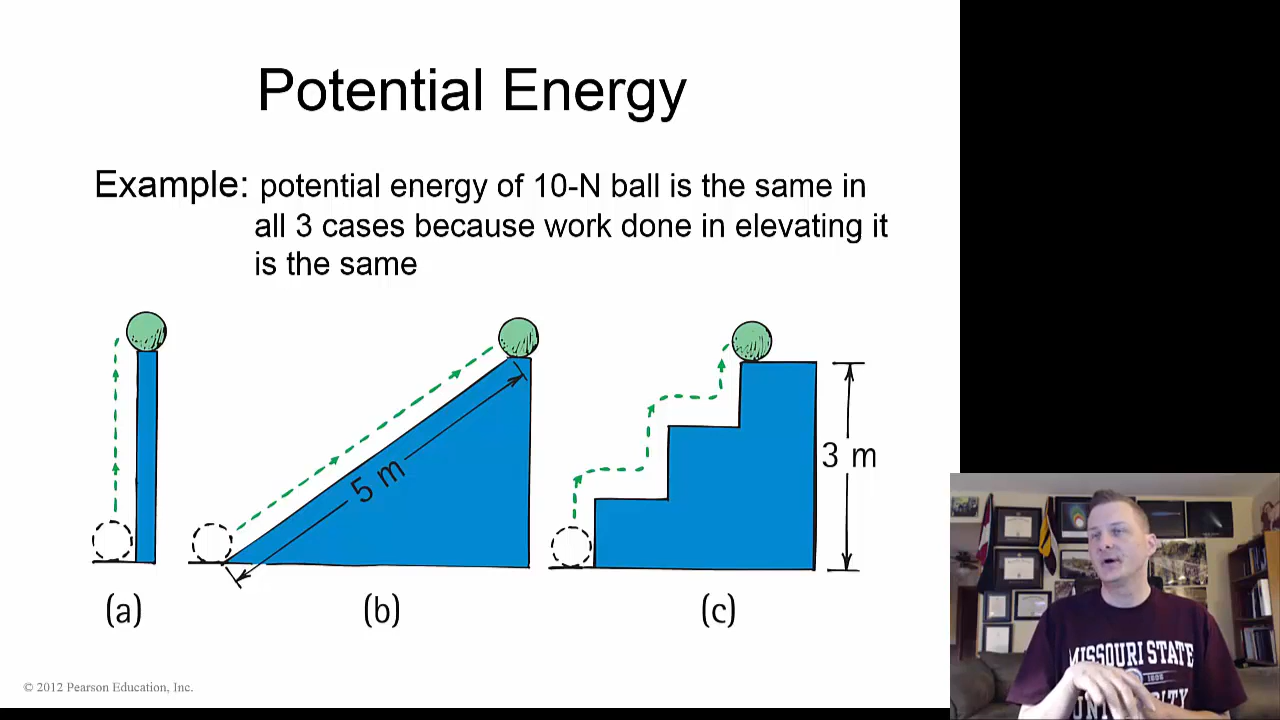 Potential Energy
Example: potential energy of 10-N ball is the same in
all 3 cases because work done in elevating it
is the same
5 m
3 m
(a)
(b)
(c)
© 2012 Pearson Education, Inc.
MISSOURI STATE
UNIVERSITY